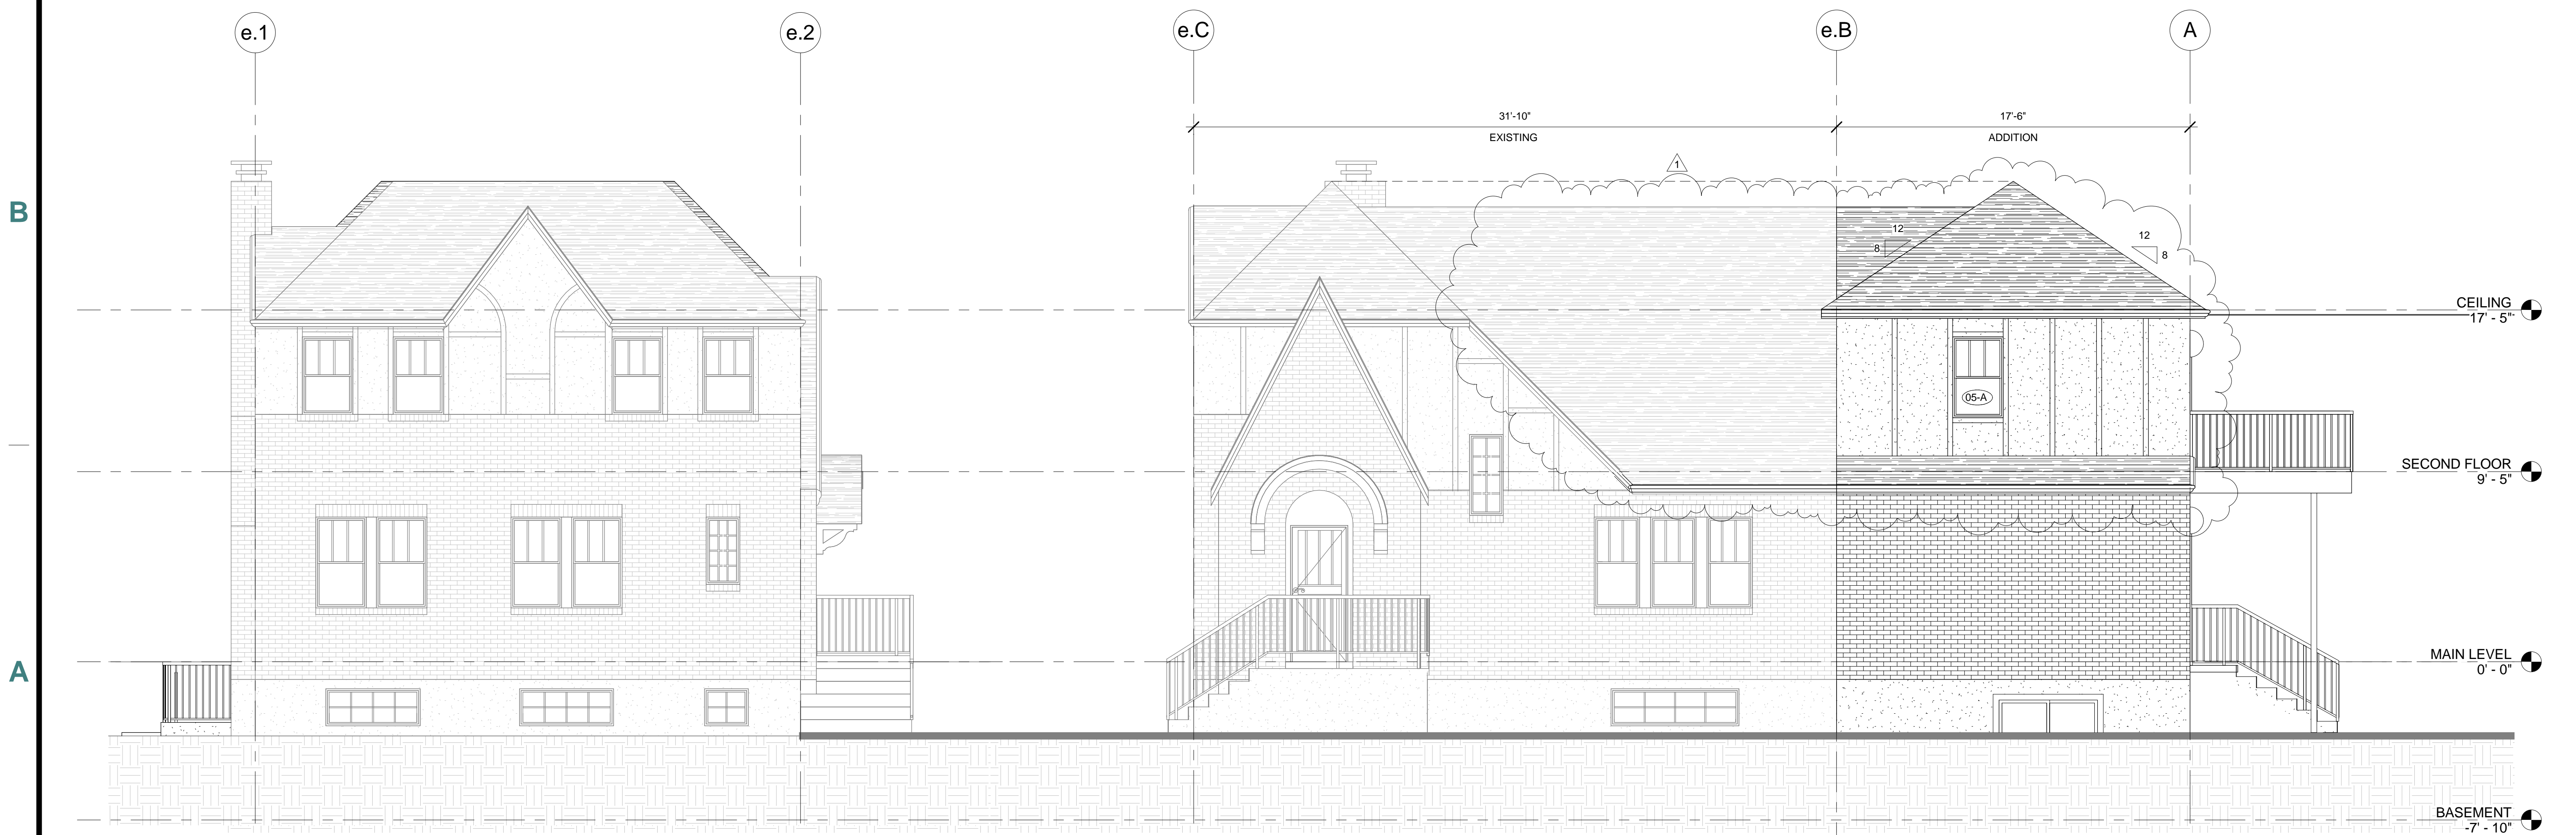 e.1
e.2
e.C
e.B
A
31'-10"
17'-6"
EXISTING
ADDITION
1
B
12
8
12
8
CEILING
17' - 5"
05-A
SECOND FLOOR
9' - 5"
A
MAIN LEVEL
0' - 0"
BASEMENT
-7' - 10"